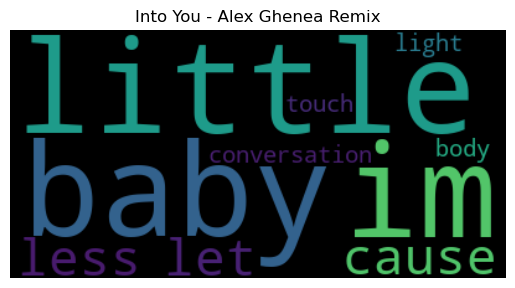 Into You - Alex Ghenea Remix
little
light
touch
conversation
body
baby
im
less let
cause